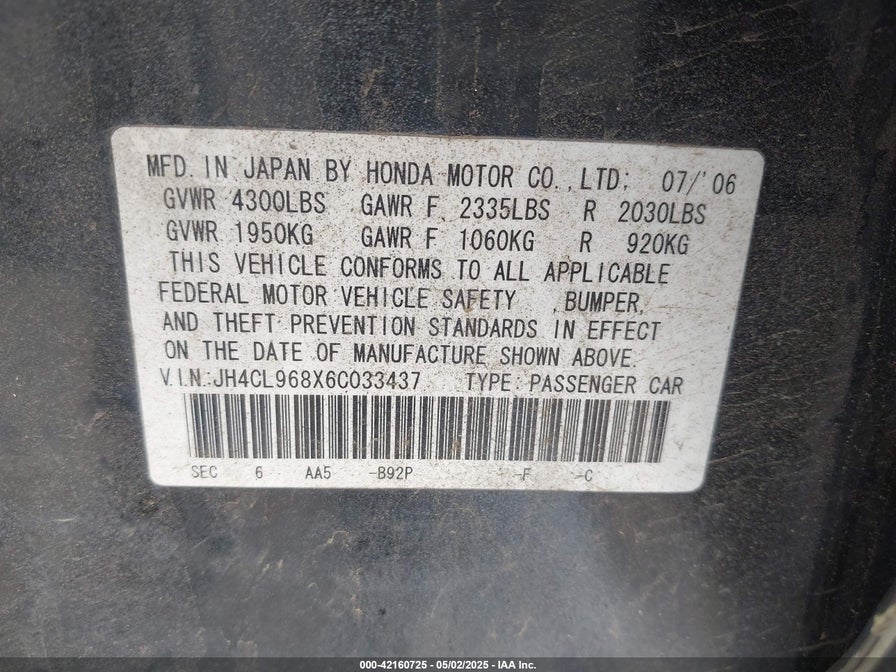 MFD. IN JAPAN BY HONDA MOTOR CO., LTD; 07/'06
GVWR 4300LBS GAWR F 2335LBS R 2030LBS
GVWR 1950KG GAWR F 1060KG R 920KG
THIS VEHICLE CONFORMS TO ALL APPLICABLE
FEDERAL MOTOR VEHICLE SAFETY , BUMPER,
AND THEFT PREVENTION STANDARDS IN EFFECT
ON THE DATE OF MANUFACTURE SHOWN ABOVE.
V.I.N.:JH4CL968X6C033437 TYPE:PASSENGER CAR
SEC 6 AA5 -B92P -F -C
000-42160725 - 05/02/2025 - IAA Inc.